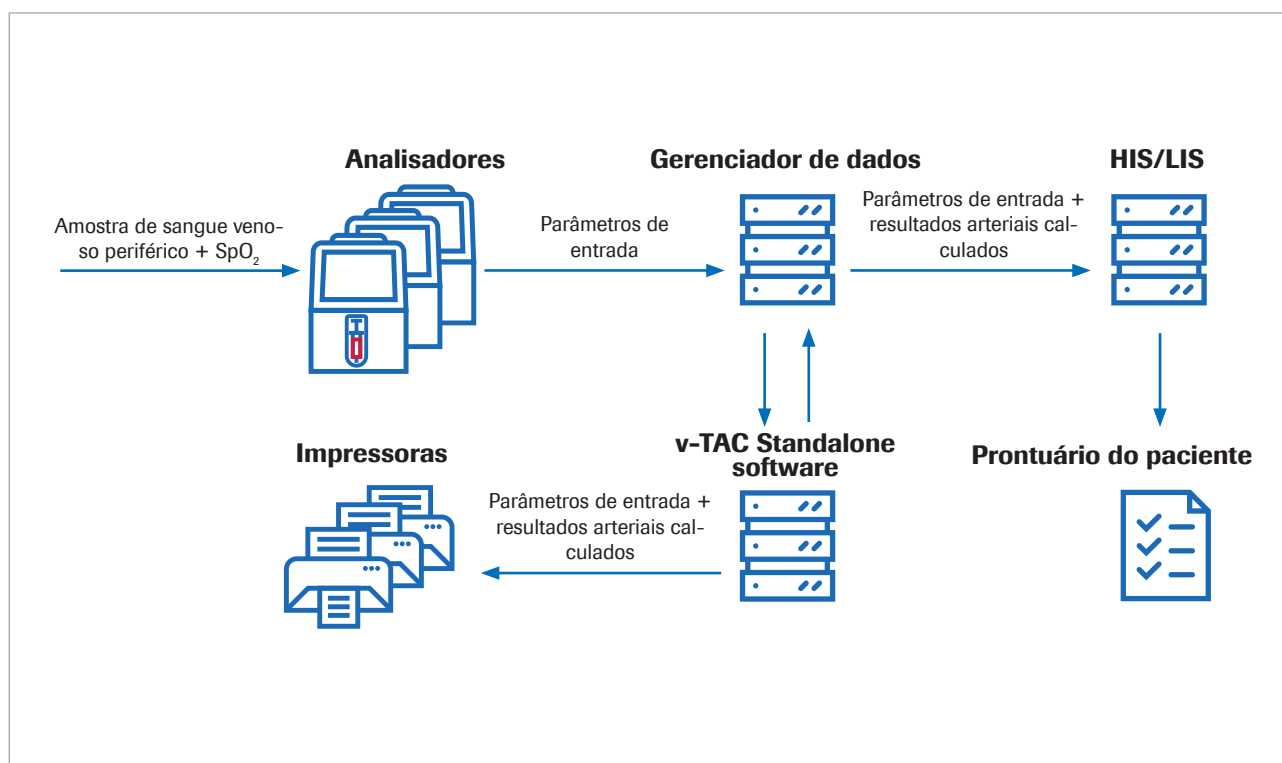 Analisadores
Gerenciador de dados
HIS/LIS
Amostra de sangue veno-
so periférico + SpO₂
Parâmetros de
entrada
Parâmetros de entrada +
resultados arteriais cal-
culados
Impressoras
v-TAC Standalone
software
Prontuário do paciente
Parâmetros de entrada +
resultados arteriais cal-
culados